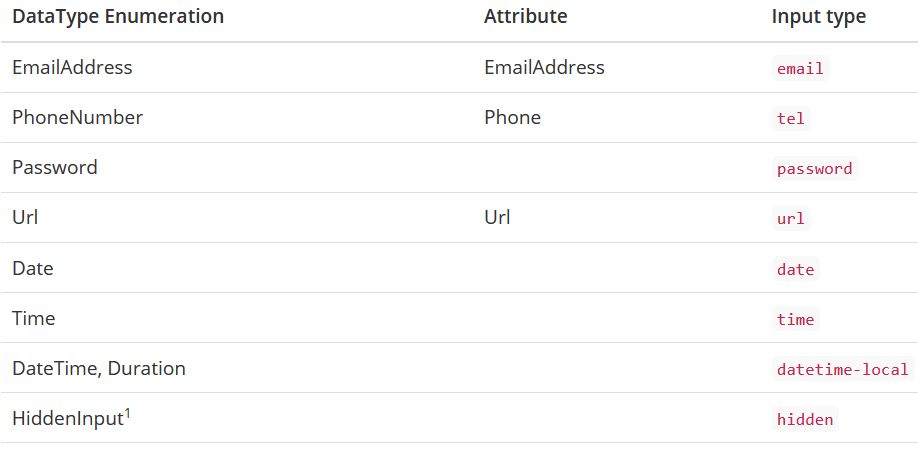 DataType Enumeration Attribute Input type
EmailAddress EmailAddress email
PhoneNumber Phone tel
Password password
Url Url url
Date date
Time time
DateTime, Duration datetime-local
HiddenInput¹ hidden